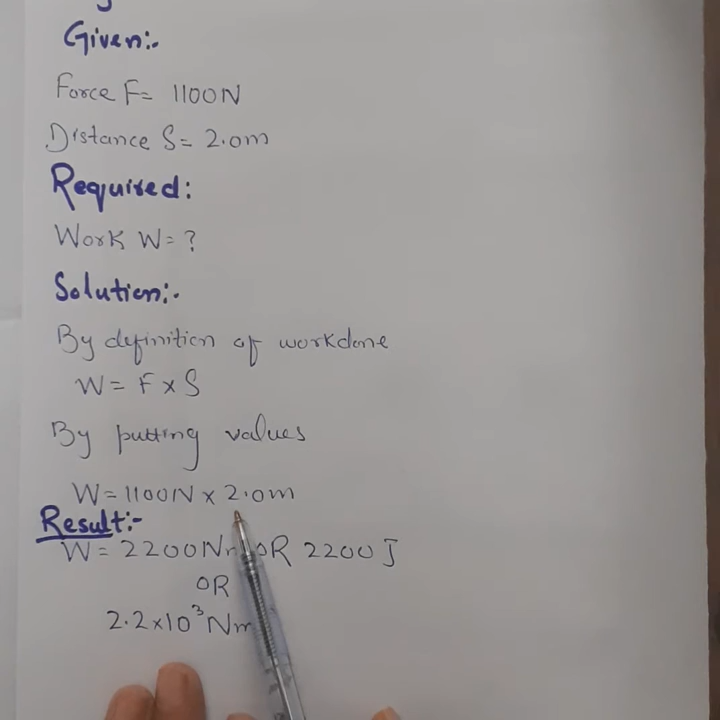 Given:-
Force F= 1100N
Distance S= 2.0m
Required:
Work W=?
Solution:-
By definition of workdone
W= F x S
By putting values
W= 1100N x 2.0m
Result:-
W= 2200Nm OR 2200J
OR
2.2x10³Nm